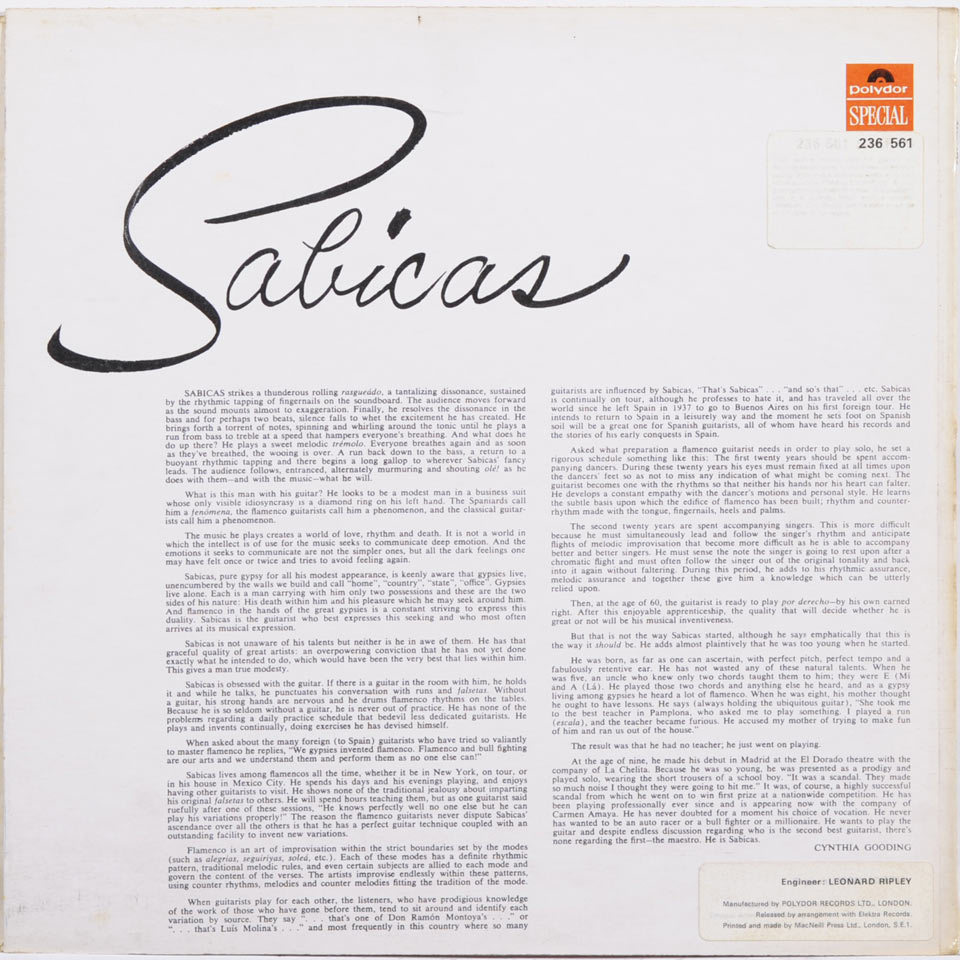 polydor
SPECIAL
236 561
Sabicas
SABICAS strikes a thunderous rolling rasgueádo, a tantalizing dissonance, sustained
by the rhythmic tapping of fingernails on the soundboard. The audience moves forward
as the sound mounts almost to exaggeration. Finally, he resolves the dissonance in the
bass and for perhaps two beats, silence falls to whet the excitement he has created. He
brings forth a torrent of notes, spinning and whirling around the tonic until he plays a
run from bass to treble at a speed that hampers everyone's breathing. And what does he
do up there? He plays a sweet melodic trémolo. Everyone breathes again and as soon
as they've breathed, the wooing is over. A run back down to the bass, a return to a
buoyant rhythmic tapping and there begins a long gallop to wherever Sabicas' fancy
leads. The audience follows, entranced, alternately murmuring and shouting olé! as he
does with them—and with the music—what he will.
What is this man with his guitar? He looks to be a modest man in a business suit
whose only visible idiosyncrasy is a diamond ring on his left hand. The Spaniards call
him a fenómena, the flamenco guitarists call him a phenomenon, and the classical guitar-
ists call him a phenomenon.
The music he plays creates a world of love, rhythm and death. It is not a world in
which the intellect is of use for the music seeks to communicate deep emotion. And the
emotions it seeks to communicate are not the simpler ones, but all the dark feelings one
may have felt once or twice and tries to avoid feeling again.
Sabicas, pure gypsy for all his modest appearance, is keenly aware that gypsies live,
unencumbered by the walls we build and call "home", "country", "state", "office". Gypsies
live alone. Each is a man carrying with him only two possessions and these are the two
sides of his nature: His death within him and his pleasure which he may seek around him.
And flamenco in the hands of the great gypsies is a constant striving to express this
duality. Sabicas is the guitarist who best expresses this seeking and who most often
arrives at its musical expression.
Sabicas is not unaware of his talents but neither is he in awe of them. He has that
graceful quality of great artists: an overpowering conviction that he has not yet done
exactly what he intended to do, which would have been the very best that lies within him.
This gives a man true modesty.
Sabicas is obsessed with the guitar. If there is a guitar in the room with him, he holds
it and while he talks, he punctuates his conversation with runs and falsetas. Without
a guitar, his strong hands are nervous and he drums flamenco rhythms on the tables.
Because he is so seldom without a guitar, he is never out of practice. He has none of the
problems regarding a daily practice schedule that bedevil less dedicated guitarists. He
plays and invents continually, doing exercises he has devised himself.
When asked about the many foreign (to Spain) guitarists who have tried so valiantly
to master flamenco he replies, "We gypsies invented flamenco. Flamenco and bull fighting
are our arts and we understand them and perform them as no one else can!"
Sabicas lives among flamencos all the time, whether it be in New York, on tour, or
in his house in Mexico City. He spends his days and his evenings playing, and enjoys
having other guitarists to visit. He shows none of the traditional jealousy about imparting
his original falsetas to others. He will spend hours teaching them, but as one guitarist said
ruefully after one of these sessions, "He knows perfectly well no one else but he can
play his variations properly!" The reason the flamenco guitarists never dispute Sabicas'
ascendance over all the others is that he has a perfect guitar technique coupled with an
outstanding facility to invent new variations.
Flamenco is an art of improvisation within the strict boundaries set by the modes
(such as alegrías, seguiriyas, soleá, etc.). Each of these modes has a definite rhythmic
pattern, traditional melodic rules, and even certain subjects are allied to each mode and
govern the content of the verses. The artists improvise endlessly within these patterns,
using counter rhythms, melodies and counter melodies fitting the tradition of the mode.
When guitarists play for each other, the listeners, who have prodigious knowledge
of the work of those who have gone before them, tend to sit around and identify each
variation by source. They say ". . . that's one of Don Ramón Montoya's . . ." or
". . . that's Luis Molina's . . ." and most frequently in this country where so many
guitarists are influenced by Sabicas, "That's Sabicas" . . . "and so's that" . . . etc. Sabicas
is continually on tour, although he professes to hate it, and has traveled all over the
world since he left Spain in 1937 to go to Buenos Aires on his first foreign tour. He
intends to return to Spain in a leisurely way and the moment he sets foot on Spanish
soil will be a great one for Spanish guitarists, all of whom have heard his records and
the stories of his early conquests in Spain.
Asked what preparation a flamenco guitarist needs in order to play solo, he set a
rigorous schedule something like this: The first twenty years should be spent accom-
panying dancers. During these twenty years his eyes must remain fixed at all times upon
the dancers' feet so as not to miss any indication of what might be coming next. The
guitarist becomes one with the rhythms so that neither his hands nor his heart can falter.
He develops a constant empathy with the dancer's motions and personal style. He learns
the subtle basis upon which the edifice of flamenco has been built; rhythm and counter-
rhythm made with the tongue, fingernails, heels and palms.
The second twenty years are spent accompanying singers. This is more difficult
because he must simultaneously lead and follow the singer's rhythm and anticipate
flights of melodic improvisation that become more difficult as he is able to accompany
better and better singers. He must sense the note the singer is going to rest upon after a
chromatic flight and must often follow the singer out of the original tonality and back
into it again without faltering. During this period, he adds to his rhythmic assurance,
melodic assurance and together these give him a knowledge which can be utterly
relied upon.
Then, at the age of 60, the guitarist is ready to play por derecho—by his own earned
right. After this enjoyable apprenticeship, the quality that will decide whether he is
great or not will be his musical inventiveness.
But that is not the way Sabicas started, although he says emphatically that this is
the way it should be. He adds almost plaintively that he was too young when he started.
He was born, as far as one can ascertain, with perfect pitch, perfect tempo and a
fabulously retentive ear. He has not wasted any of these natural talents. When he
was five, an uncle who knew only two chords taught them to him; they were E (Mi)
and A (Lá). He played those two chords and anything else he heard, and as a gypsy
living among gypsies he heard a lot of flamenco. When he was eight, his mother thought
he ought to have lessons. He says (always holding the ubiquitous guitar), "She took me
to the best teacher in Pamplona, who asked me to play something. I played a run
(escala), and the teacher became furious. He accused my mother of trying to make fun
of him and ran us out of the house."
The result was that he had no teacher; he just went on playing.
At the age of nine, he made his debut in Madrid at the El Dorado theatre with the
company of La Chelita. Because he was so young, he was presented as a prodigy and
played solo, wearing the short trousers of a school boy. "It was a scandal. They made
so much noise I thought they were going to hit me." It was, of course, a highly successful
scandal from which he went on to win first prize at a nationwide competition. He has
been playing professionally ever since and is appearing now with the company of
Carmen Amaya. He has never doubted for a moment his choice of vocation. He never
has wanted to be an auto racer or a bull fighter or a millionaire. He wants to play the
guitar and despite endless discussion regarding who is the second best guitarist, there's
none regarding the first—the maestro. He is Sabicas.
CYNTHIA GOODING
Engineer: LEONARD RIPLEY
Manufactured by POLYDOR RECORDS LTD., LONDON.
Released by arrangement with Elektra Records.
Printed and made by MacNeill Press Ltd., London, S.E.1.